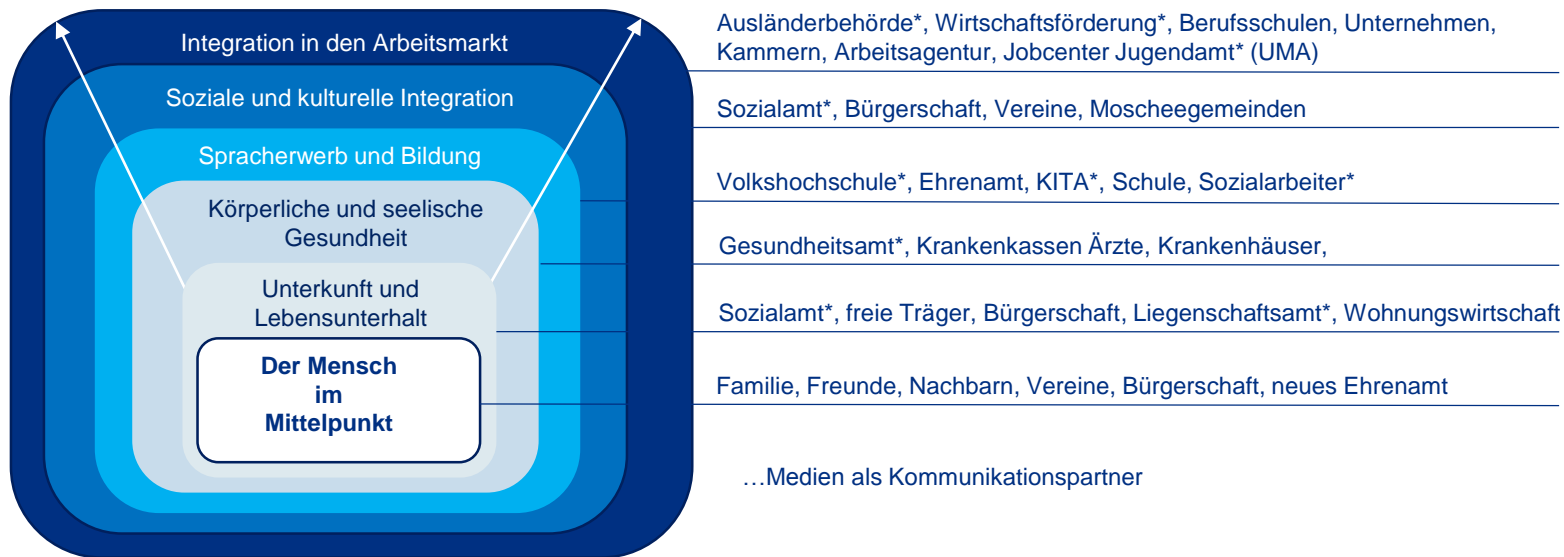 Integration in den Arbeitsmarkt
Soziale und kulturelle Integration
Spracherwerb und Bildung
Körperliche und seelische
Gesundheit
Unterkunft und
Lebensunterhalt
Der Mensch
im
Mittelpunkt
Ausländerbehörde*, Wirtschaftsförderung*, Berufsschulen, Unternehmen,
Kammern, Arbeitsagentur, Jobcenter Jugendamt* (UMA)
Sozialamt*, Bürgerschaft, Vereine, Moscheegemeinden
Volkshochschule*, Ehrenamt, KITA*, Schule, Sozialarbeiter*
Gesundheitsamt*, Krankenkassen Ärzte, Krankenhäuser,
Sozialamt*, freie Träger, Bürgerschaft, Liegenschaftsamt*, Wohnungswirtschaft
Familie, Freunde, Nachbarn, Vereine, Bürgerschaft, neues Ehrenamt
…Medien als Kommunikationspartner